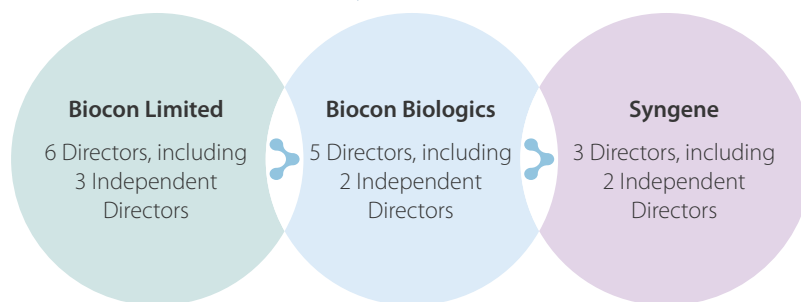 Biocon Limited
6 Directors, including
3 Independent
Directors
Biocon Biologics
5 Directors, including
2 Independent
Directors
Syngene
3 Directors, including
2 Independent
Directors